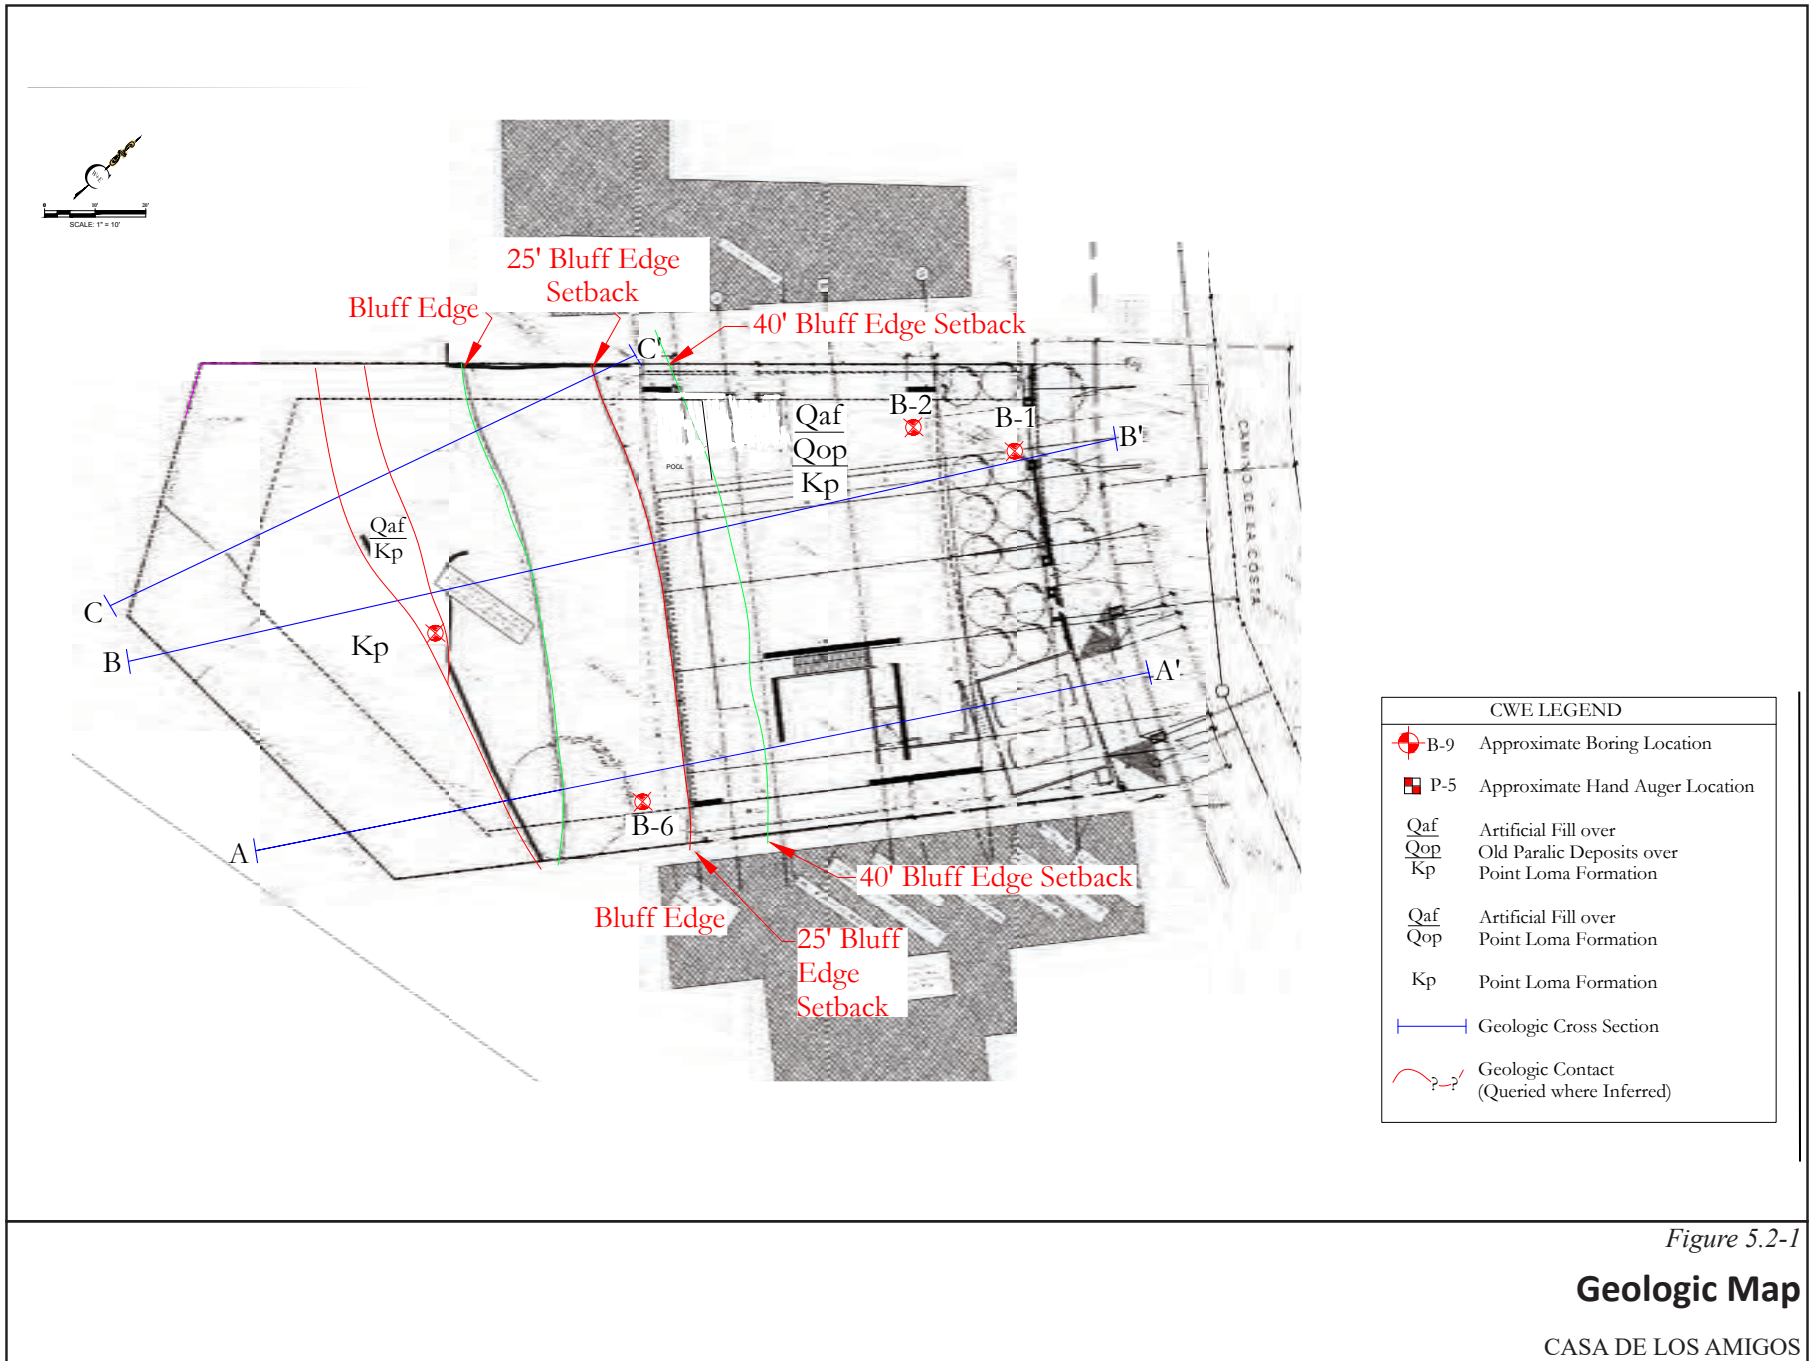 0 10' 20'
SCALE: 1" = 10'
25' Bluff Edge
Setback
Bluff Edge
40' Bluff Edge Setback
C'
Qaf
Qop
Kp
B-2
B-1
B'
POOL
CAMINO DE LA COSTA
Qaf
Kp
C
B
Kp
A'
A
B-6
40' Bluff Edge Setback
Bluff Edge
25' Bluff
Edge
Setback
CWE LEGEND
B-9 Approximate Boring Location
P-5 Approximate Hand Auger Location
Qaf Artificial Fill over
Qop Old Paralic Deposits over
Kp Point Loma Formation
Qaf Artificial Fill over
Qop Point Loma Formation
Kp Point Loma Formation
Geologic Cross Section
Geologic Contact
?-? (Queried where Inferred)
Figure 5.2-1
Geologic Map
CASA DE LOS AMIGOS